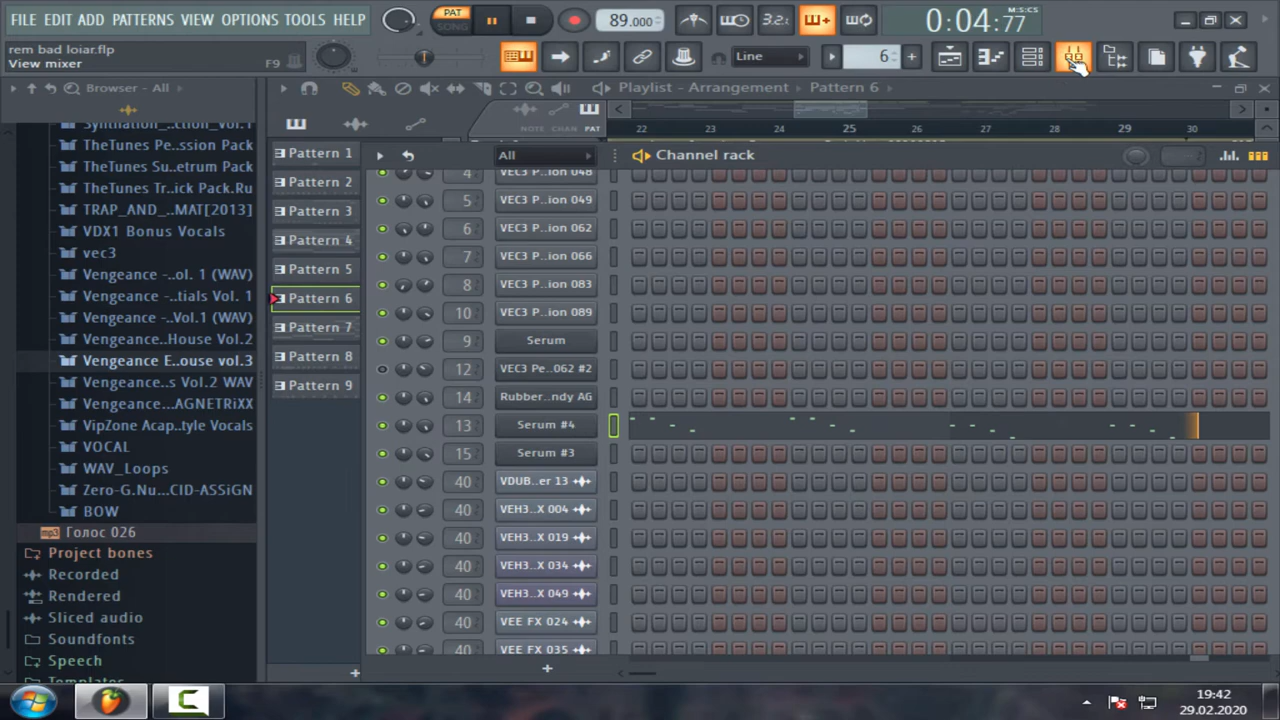 FILE EDIT ADD PATTERNS VIEW OPTIONS TOOLS HELP
PAT
SONG
89.000
3.2
0:04:77
M:S:CS
rem bad loiar.flp
View mixer
F9
Line
6
Browser - All
Playlist - Arrangement
Pattern 6
NOTE CHAN PAT
22 23 24 25 26 27 28 29 30
TheTunes Pe..ssion Pack
TheTunes Su..etrum Pack
TheTunes Tr..ick Pack.Ru
TRAP_AND_..MAT[2013]
VDX1 Bonus Vocals
vec3
Vengeance -..ol. 1 (WAV)
Vengeance -..tials Vol. 1
Vengeance -..Vol.1 (WAV)
Vengeance..House Vol.2
Vengeance E..ouse vol.3
Vengeance..s Vol.2 WAV
Vengeance..AGNETRiXX
VipZone Acap..tyle Vocals
VOCAL
WAV_Loops
Zero-G.Nu..CID-ASSiGN
BOW
Голос 026
Project bones
Recorded
Rendered
Sliced audio
Soundfonts
Speech
Templates
Pattern 1
Pattern 2
Pattern 3
Pattern 4
Pattern 5
Pattern 6
Pattern 7
Pattern 8
Pattern 9
All
Channel rack
4 VEC3 P..ion 048
5 VEC3 P..ion 049
6 VEC3 P..ion 062
7 VEC3 P..ion 066
8 VEC3 P..ion 083
10 VEC3 P..ion 089
9 Serum
12 VEC3 Pe..062 #2
14 Rubber..ndy AG
13 Serum #4
15 Serum #3
40 VDUB..er 13
40 VEH3..X 004
40 VEH3..X 019
40 VEH3..X 034
40 VEH3..X 049
40 VEE FX 024
40 VEE FX 035
19:42
29.02.2020